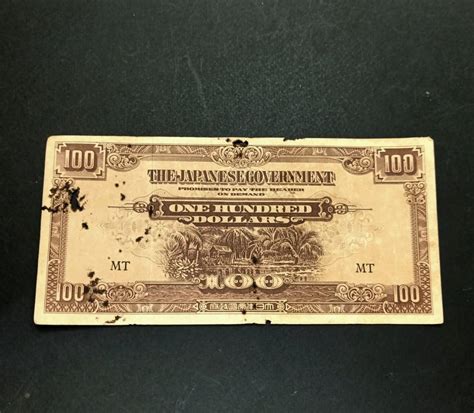 100 100
THE JAPANESE GOVERNMENT
PROMISES TO PAY THE BEARER
ON DEMAND
ONE HUNDRED
DOLLARS
MT MT
100 100 100